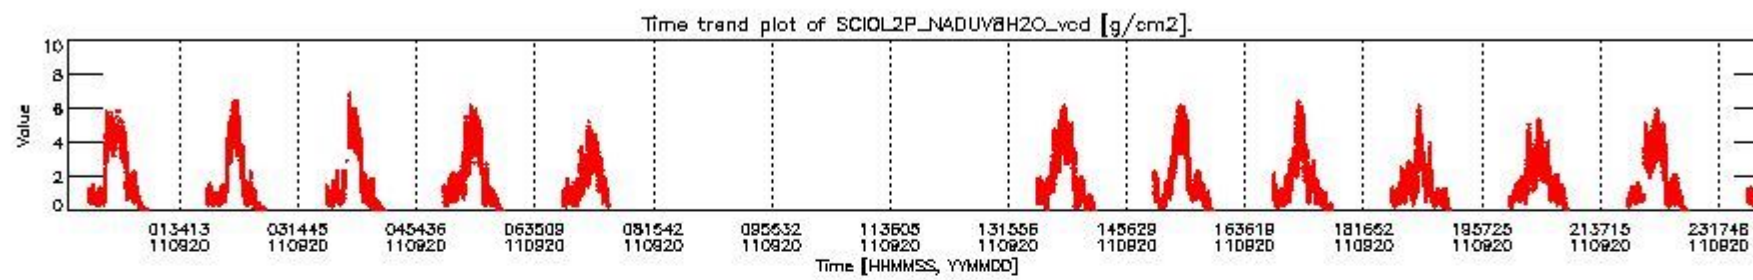 Time trend plot of SCIOL2P_NADUV8H2O_vcd [g/cm2].
10
8
6
4
2
0
Value
013413 031445 045436 063509 081542 095632 113605 131556 145629 163619 181652 195725 213715 231748
110920 110920 110920 110920 110920 110920 110920 110920 110920 110920 110920 110920 110920 110920
Time [HHMMSS, YYMMDD]